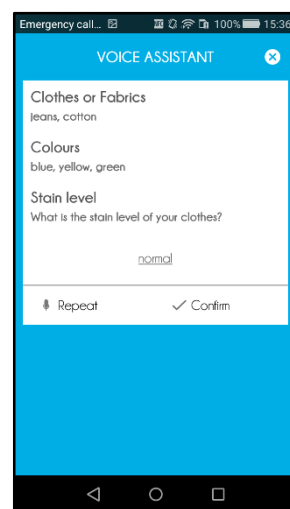 Emergency call... 100% 15:36
VOICE ASSISTANT
Clothes or Fabrics
jeans, cotton
Colours
blue, yellow, green
Stain level
What is the stain level of your clothes?
normal
Repeat Confirm